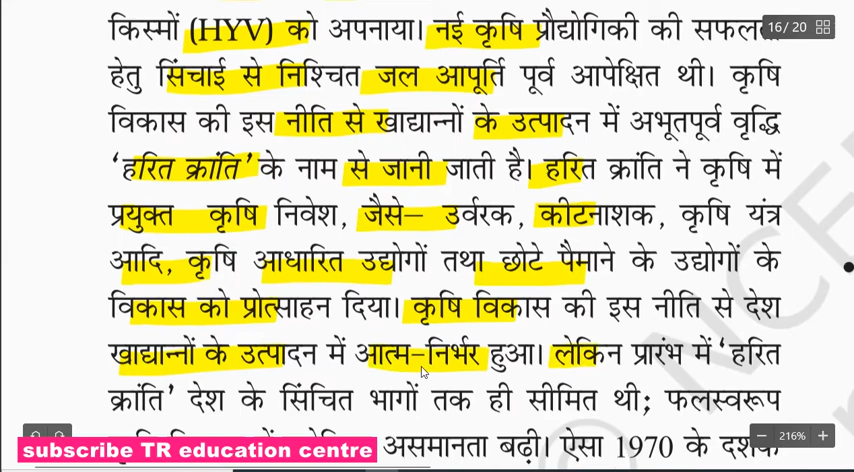 किस्मों (HYV) को अपनाया। नई कृषि प्रौद्योगिकी की सफलता
16 / 20
हेतु सिंचाई से निश्चित जल आपूर्ति पूर्व आपेक्षित थी। कृषि
विकास की इस नीति से खाद्यान्नों के उत्पादन में अभूतपूर्व वृद्धि
‘हरित क्रांति’ के नाम से जानी जाती है। हरित क्रांति ने कृषि में
प्रयुक्त कृषि निवेश, जैसे– उर्वरक, कीटनाशक, कृषि यंत्र
आदि, कृषि आधारित उद्योगों तथा छोटे पैमाने के उद्योगों के
विकास को प्रोत्साहन दिया। कृषि विकास की इस नीति से देश
खाद्यान्नों के उत्पादन में आत्म-निर्भर हुआ। लेकिन प्रारंभ में ‘हरित
क्रांति’ देश के सिंचित भागों तक ही सीमित थी; फलस्वरूप
असमानता बढ़ी। ऐसा 1970 के दशक
subscribe TR education centre
216%
© NCE